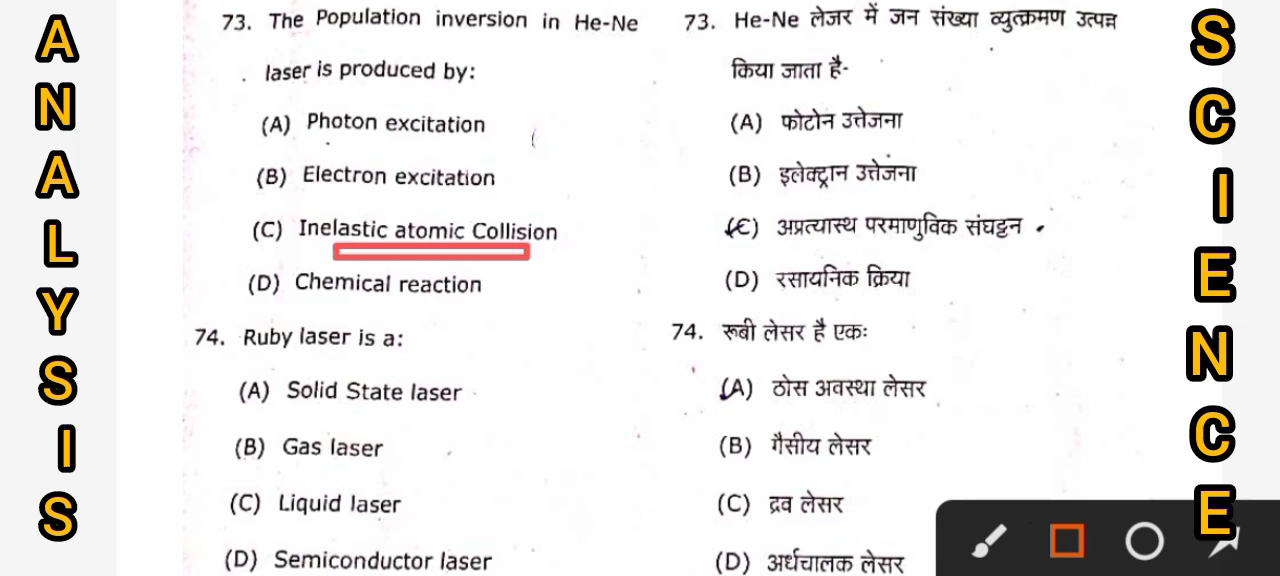 ANALYSIS
73. The Population inversion in He-Ne
laser is produced by:
(A) Photon excitation
(B) Electron excitation
(C) Inelastic atomic Collision
(D) Chemical reaction
74. Ruby laser is a:
(A) Solid State laser
(B) Gas laser
(C) Liquid laser
(D) Semiconductor laser
73. He-Ne लेजर में जन संख्या व्युत्क्रमण उत्पन्न
किया जाता है-
(A) फोटोन उत्तेजना
(B) इलेक्ट्रान उत्तेजना
(C) अप्रत्यास्थ परमाणुविक संघट्टन
(D) रसायनिक क्रिया
74. रूबी लेसर है एकः
(A) ठोस अवस्था लेसर
(B) गैसीय लेसर
(C) द्रव लेसर
(D) अर्धचालक लेसर
SCIENCE